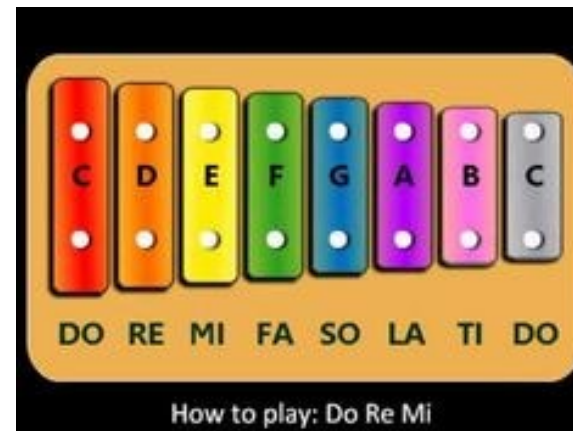 C D E F G A B C
DO RE MI FA SO LA TI DO
How to play: Do Re Mi